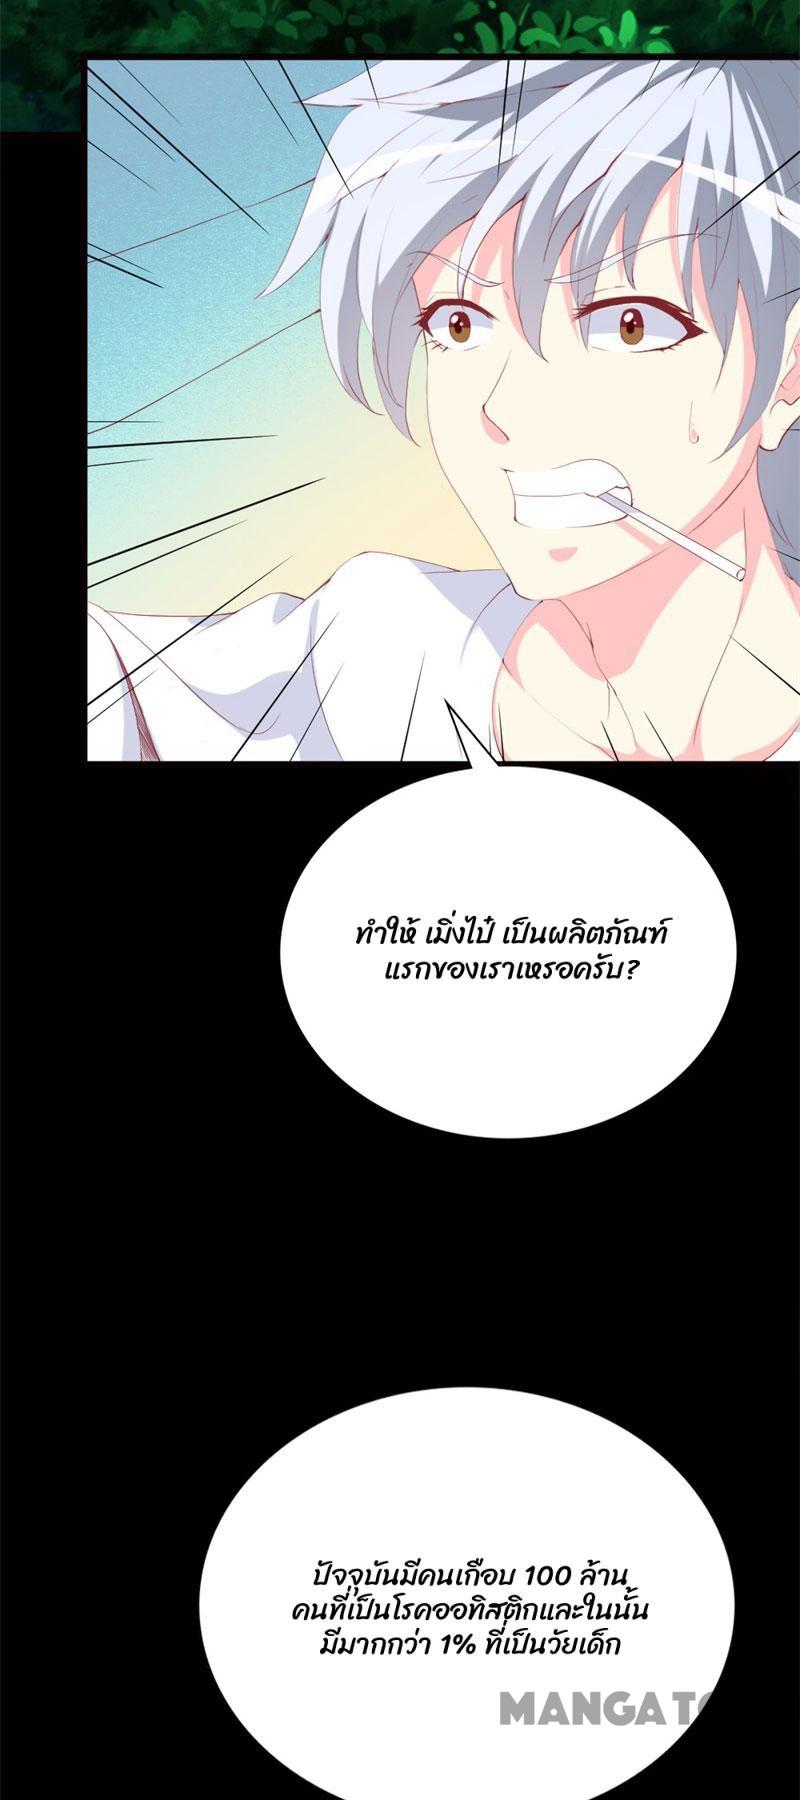 ทำให้ เมิ่งไป๋ เป็นผลิตภัณฑ์
แรกของเราเหรอครับ?
ปัจจุบันมีคนเกือบ 100 ล้าน
คนที่เป็นโรคออทิสติกและในนั้น
มีมากกว่า 1% ที่เป็นวัยเด็ก
MANGATO